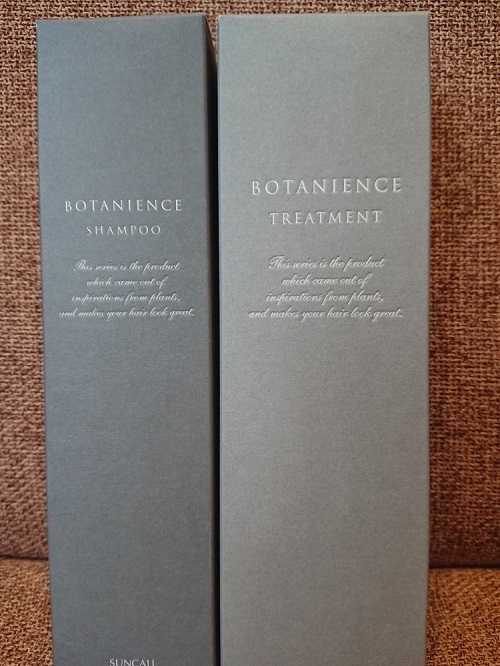 BOTANIENCE
SHAMPOO
This series is the product
which came out of
inspirations from plants,
and makes your hair look great.
SUNCALL
BOTANIENCE
TREATMENT
This series is the product
which came out of
inspirations from plants,
and makes your hair look great.